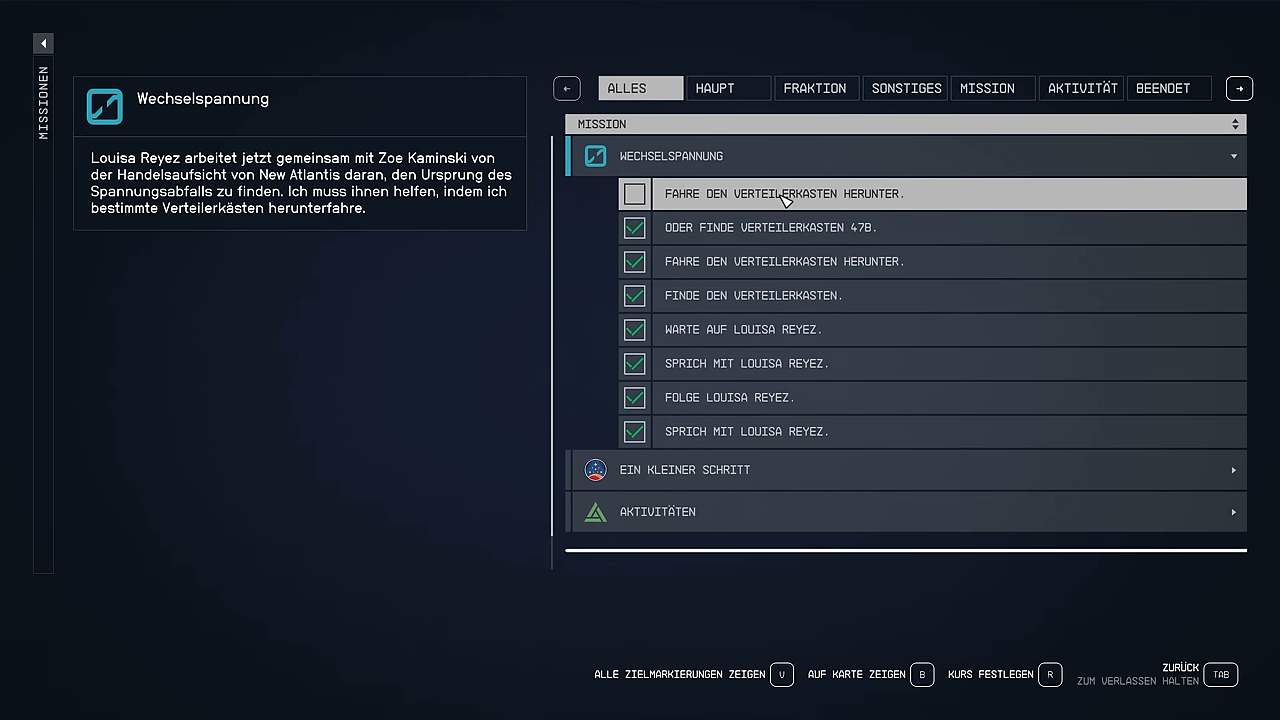 MISSIONEN
Wechselspannung
Louisa Reyez arbeitet jetzt gemeinsam mit Zoe Kaminski von
der Handelsaufsicht von New Atlantis daran, den Ursprung des
Spannungsabfalls zu finden. Ich muss ihnen helfen, indem ich
bestimmte Verteilerkästen herunterfahre.
ALLES HAUPT FRAKTION SONSTIGES MISSION AKTIVITÄT BEENDET
MISSION
WECHSELSPANNUNG
FAHRE DEN VERTEILERKASTEN HERUNTER.
ODER FINDE VERTEILERKASTEN 47B.
FAHRE DEN VERTEILERKASTEN HERUNTER.
FINDE DEN VERTEILERKASTEN.
WARTE AUF LOUISA REYEZ.
SPRICH MIT LOUISA REYEZ.
FOLGE LOUISA REYEZ.
SPRICH MIT LOUISA REYEZ.
EIN KLEINER SCHRITT
AKTIVITÄTEN
ALLE ZIELMARKIERUNGEN ZEIGEN V AUF KARTE ZEIGEN B KURS FESTLEGEN R ZURÜCK TAB
ZUM VERLASSEN HALTEN